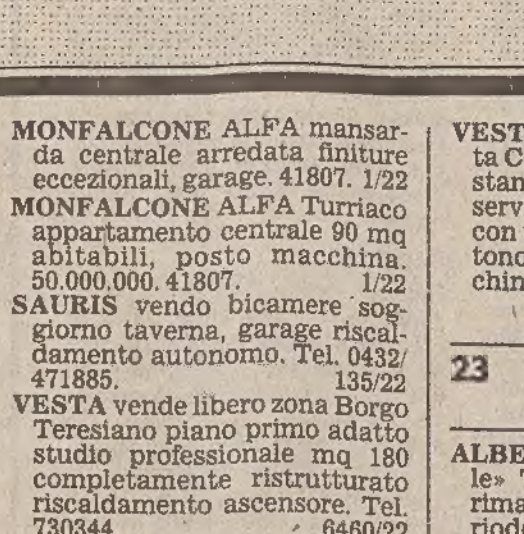 MONFALCONE ALFA mansar-
da centrale arredata finiture
eccezionali, garage. 41807. 1/22
MONFALCONE ALFA Turriaco
appartamento centrale 90 mq
abitabili, posto macchina.
50.000.000. 41807. 1/22
SAURIS vendo bicamere sog-
giorno taverna, garage riscal-
damento autonomo. Tel. 0432/
471885. 135/22
VESTA vende libero zona Borgo
Teresiano piano primo adatto
studio professionale mq 180
completamente ristrutturato
riscaldamento ascensore. Tel.
730344 6460/22
VEST
ta C
stan
serv
con
tono
chin
23
ALBE
le»
rima
riod